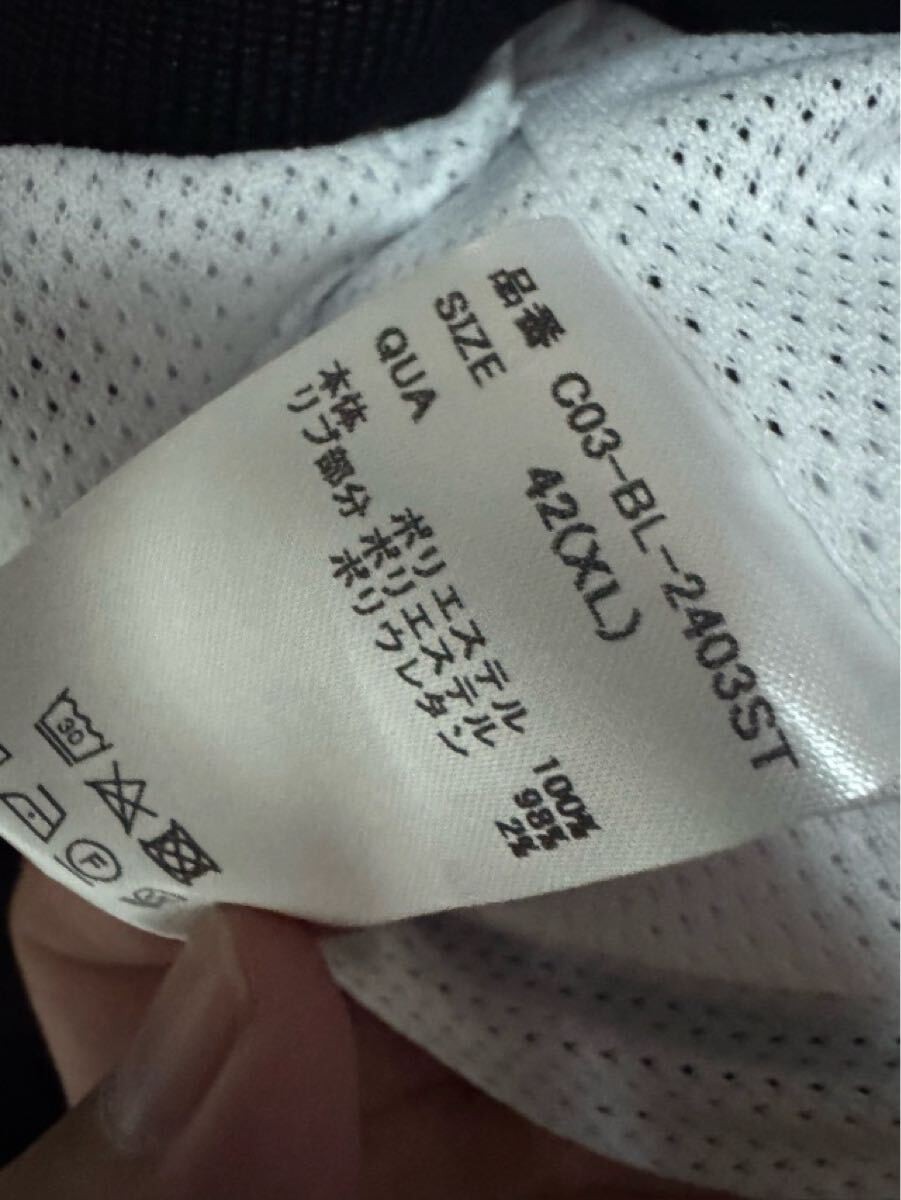 品番 C03-BL-2403ST
SIZE 42(XL)
QUA
本体 ポリエステル 100%
リブ部分 ポリエステル 98%
ポリウレタン 2%
30
F